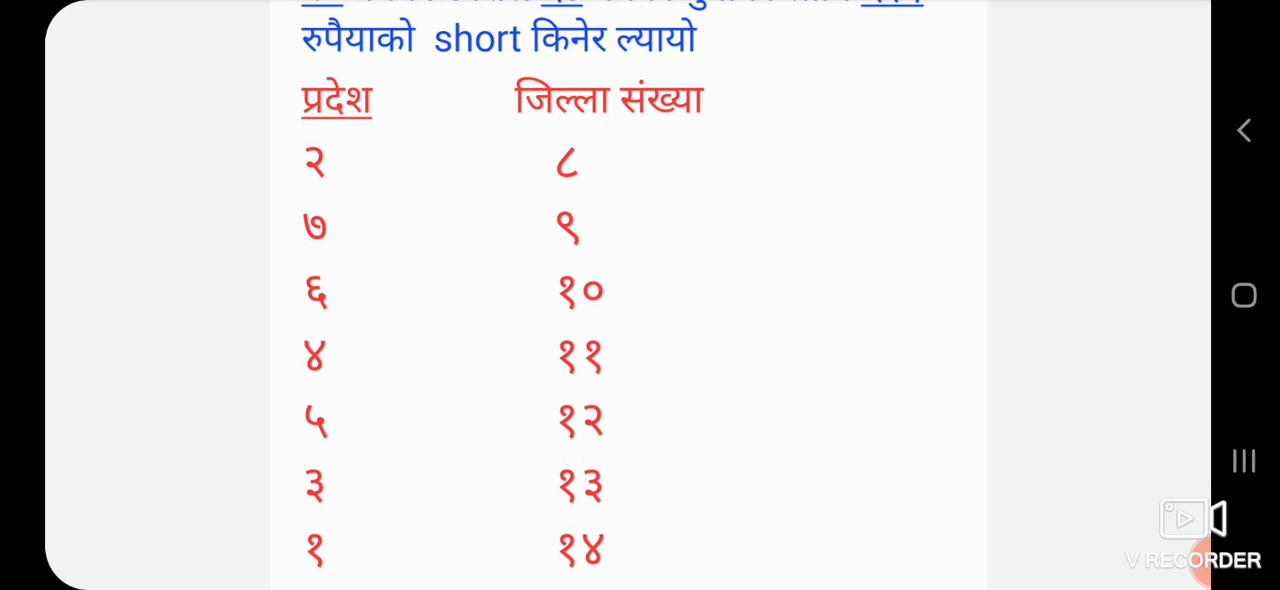 रुपैयाको short किनेर ल्यायो
प्रदेश जिल्ला संख्या
२ ८
७ ९
६ १०
४ ११
५ १२
३ १३
१ १४
V RECORDER